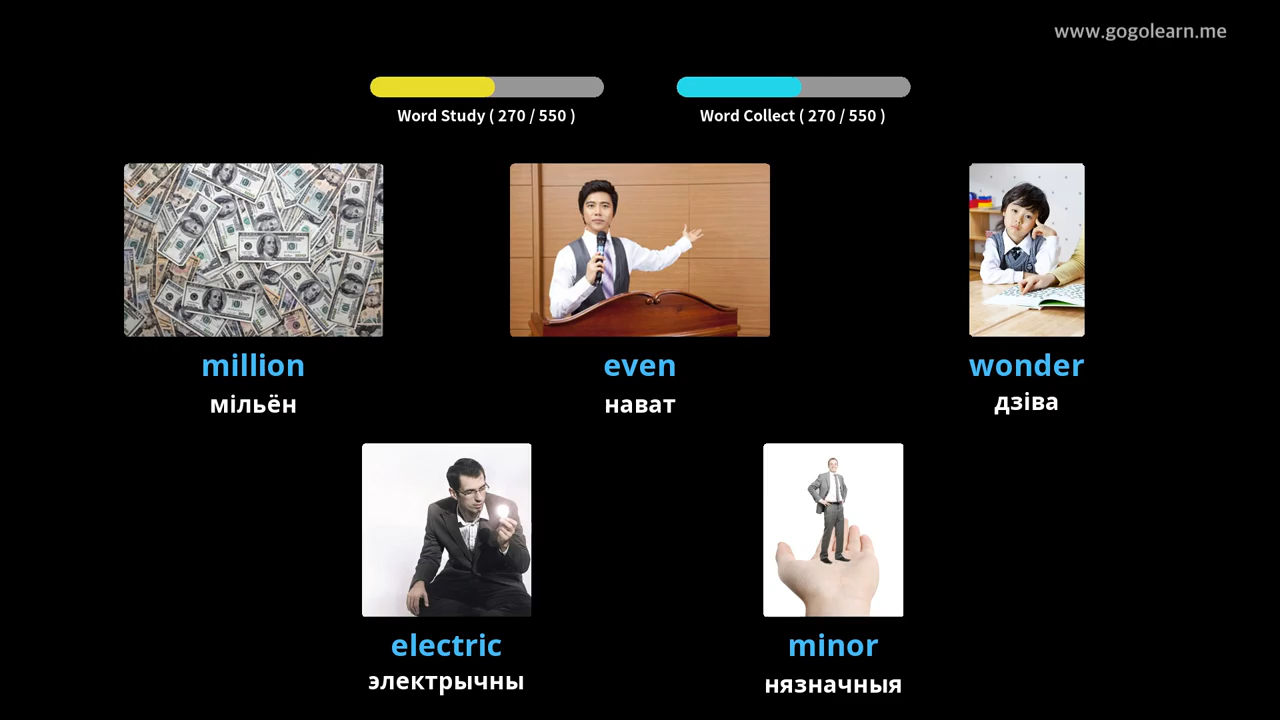 www.gogolearn.me
Word Study ( 270 / 550 )
Word Collect ( 270 / 550 )
million
мільён
even
нават
wonder
дзіва
electric
электрычны
minor
нязначныя